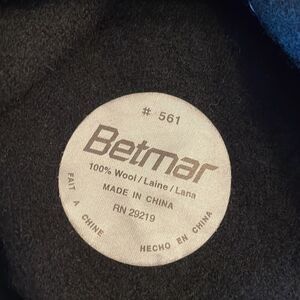 # 561
Betmar
100% Wool / Laine / Lana
MADE IN CHINA
RN 29219
FAIT A CHINE
HECHO EN CHINA